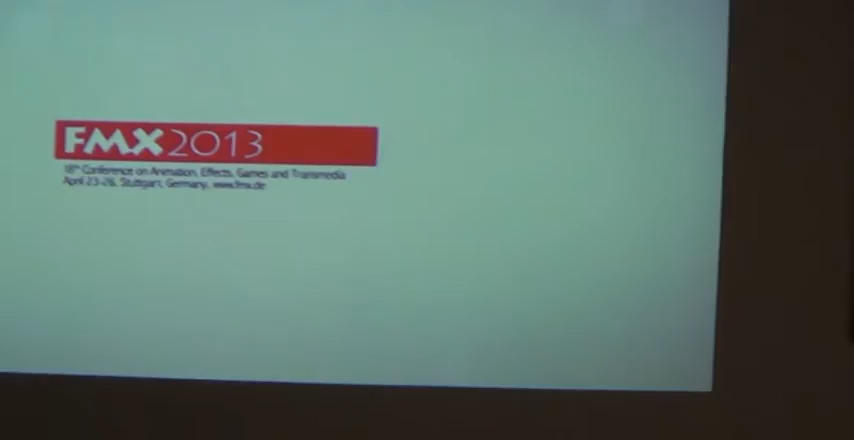 FMX2013
18th Conference on Animation, Effects, Games and Transmedia
April 23-26, Stuttgart, Germany, www.fmx.de